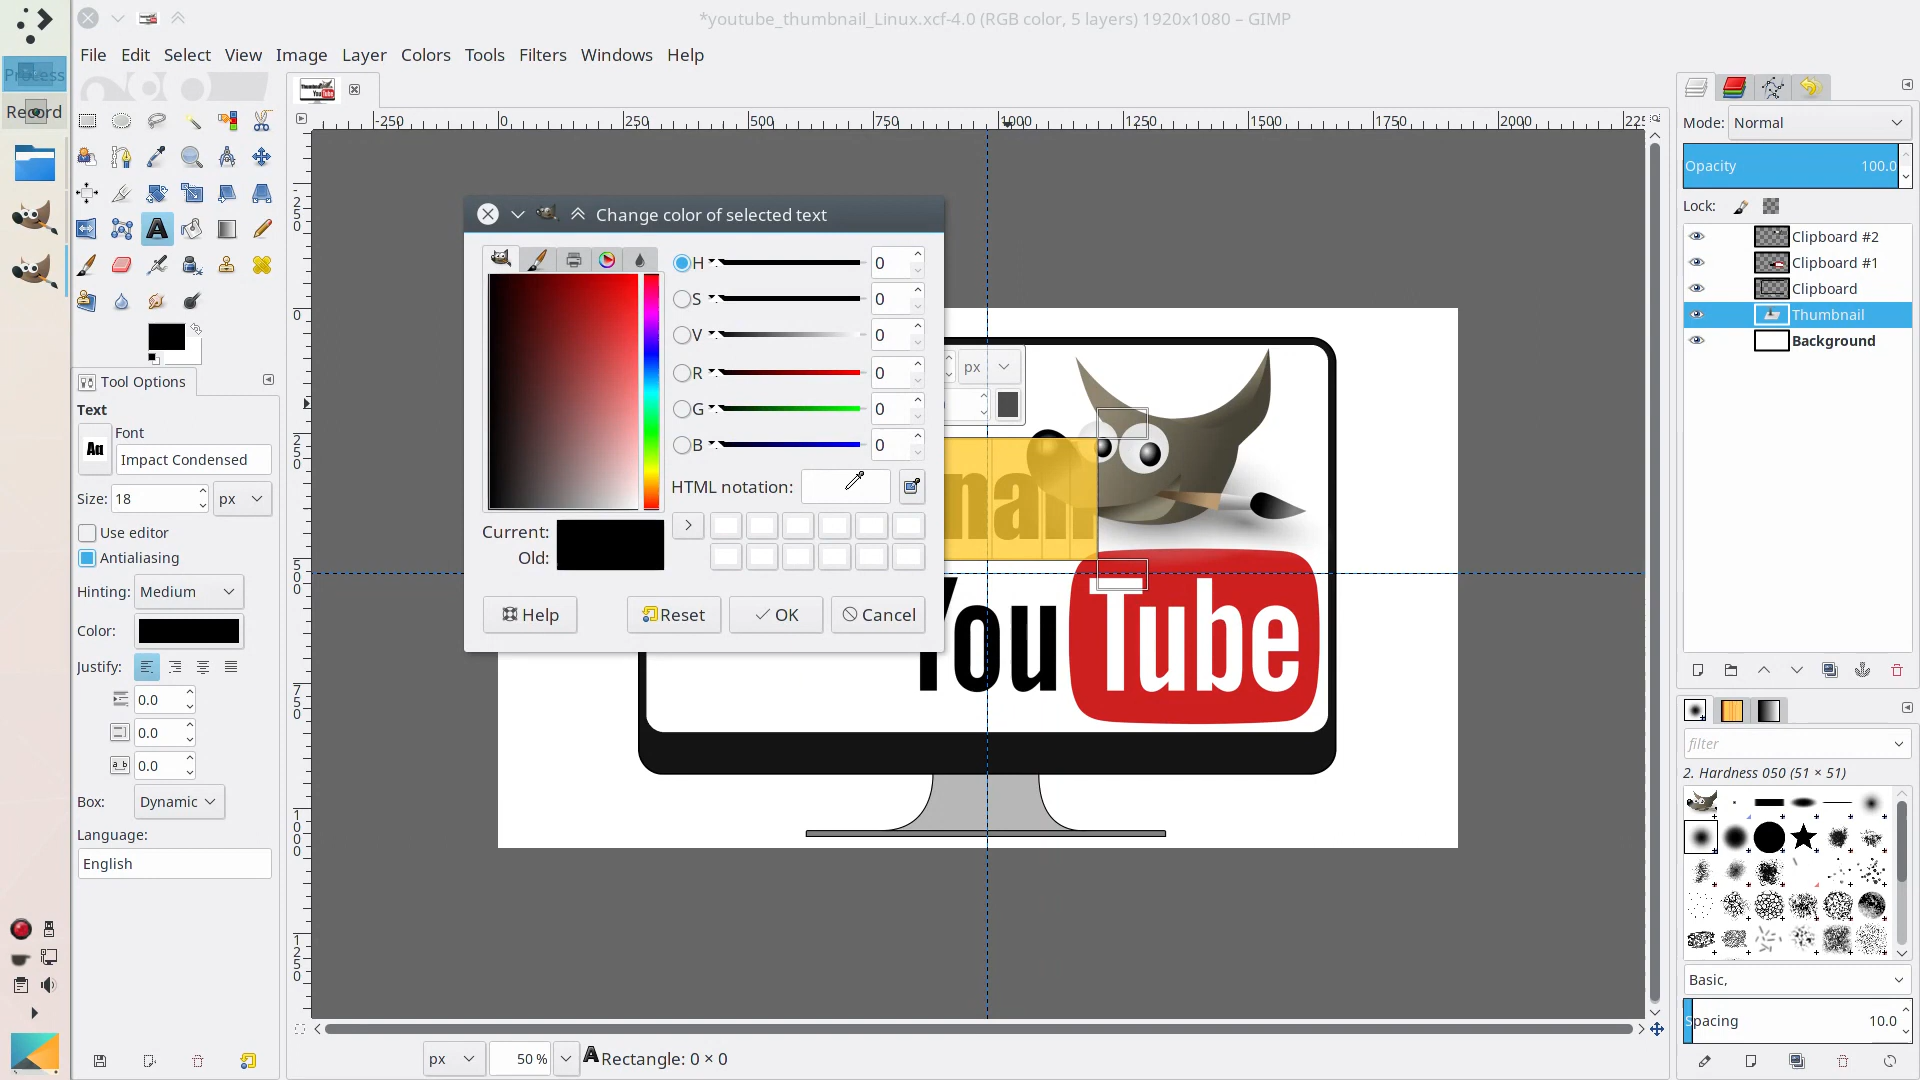 *youtube_thumbnail_Linux.xcf-4.0 (RGB color, 5 layers) 1920x1080 – GIMP
File Edit Select View Image Layer Colors Tools Filters Windows Help
Process
Record
-250 0 250 500 750 1000 1250 1500 1750 2000
Mode: Normal
Opacity 100.0
Lock:
Clipboard #2
Clipboard #1
Clipboard
Thumbnail
Background
Change color of selected text
H 0
S 0
V 0
R 0
G 0
B 0
HTML notation:
Current:
Old:
Help Reset OK Cancel
px
nail
You Tube
Tool Options
Text
Font
Aa Impact Condensed
Size: 18 px
Use editor
Antialiasing
Hinting: Medium
Color:
Justify:
0.0
0.0
0.0
Box: Dynamic
Language:
English
filter
2. Hardness 050 (51 × 51)
Basic,
Spacing 10.0
px 50 % Rectangle: 0 × 0